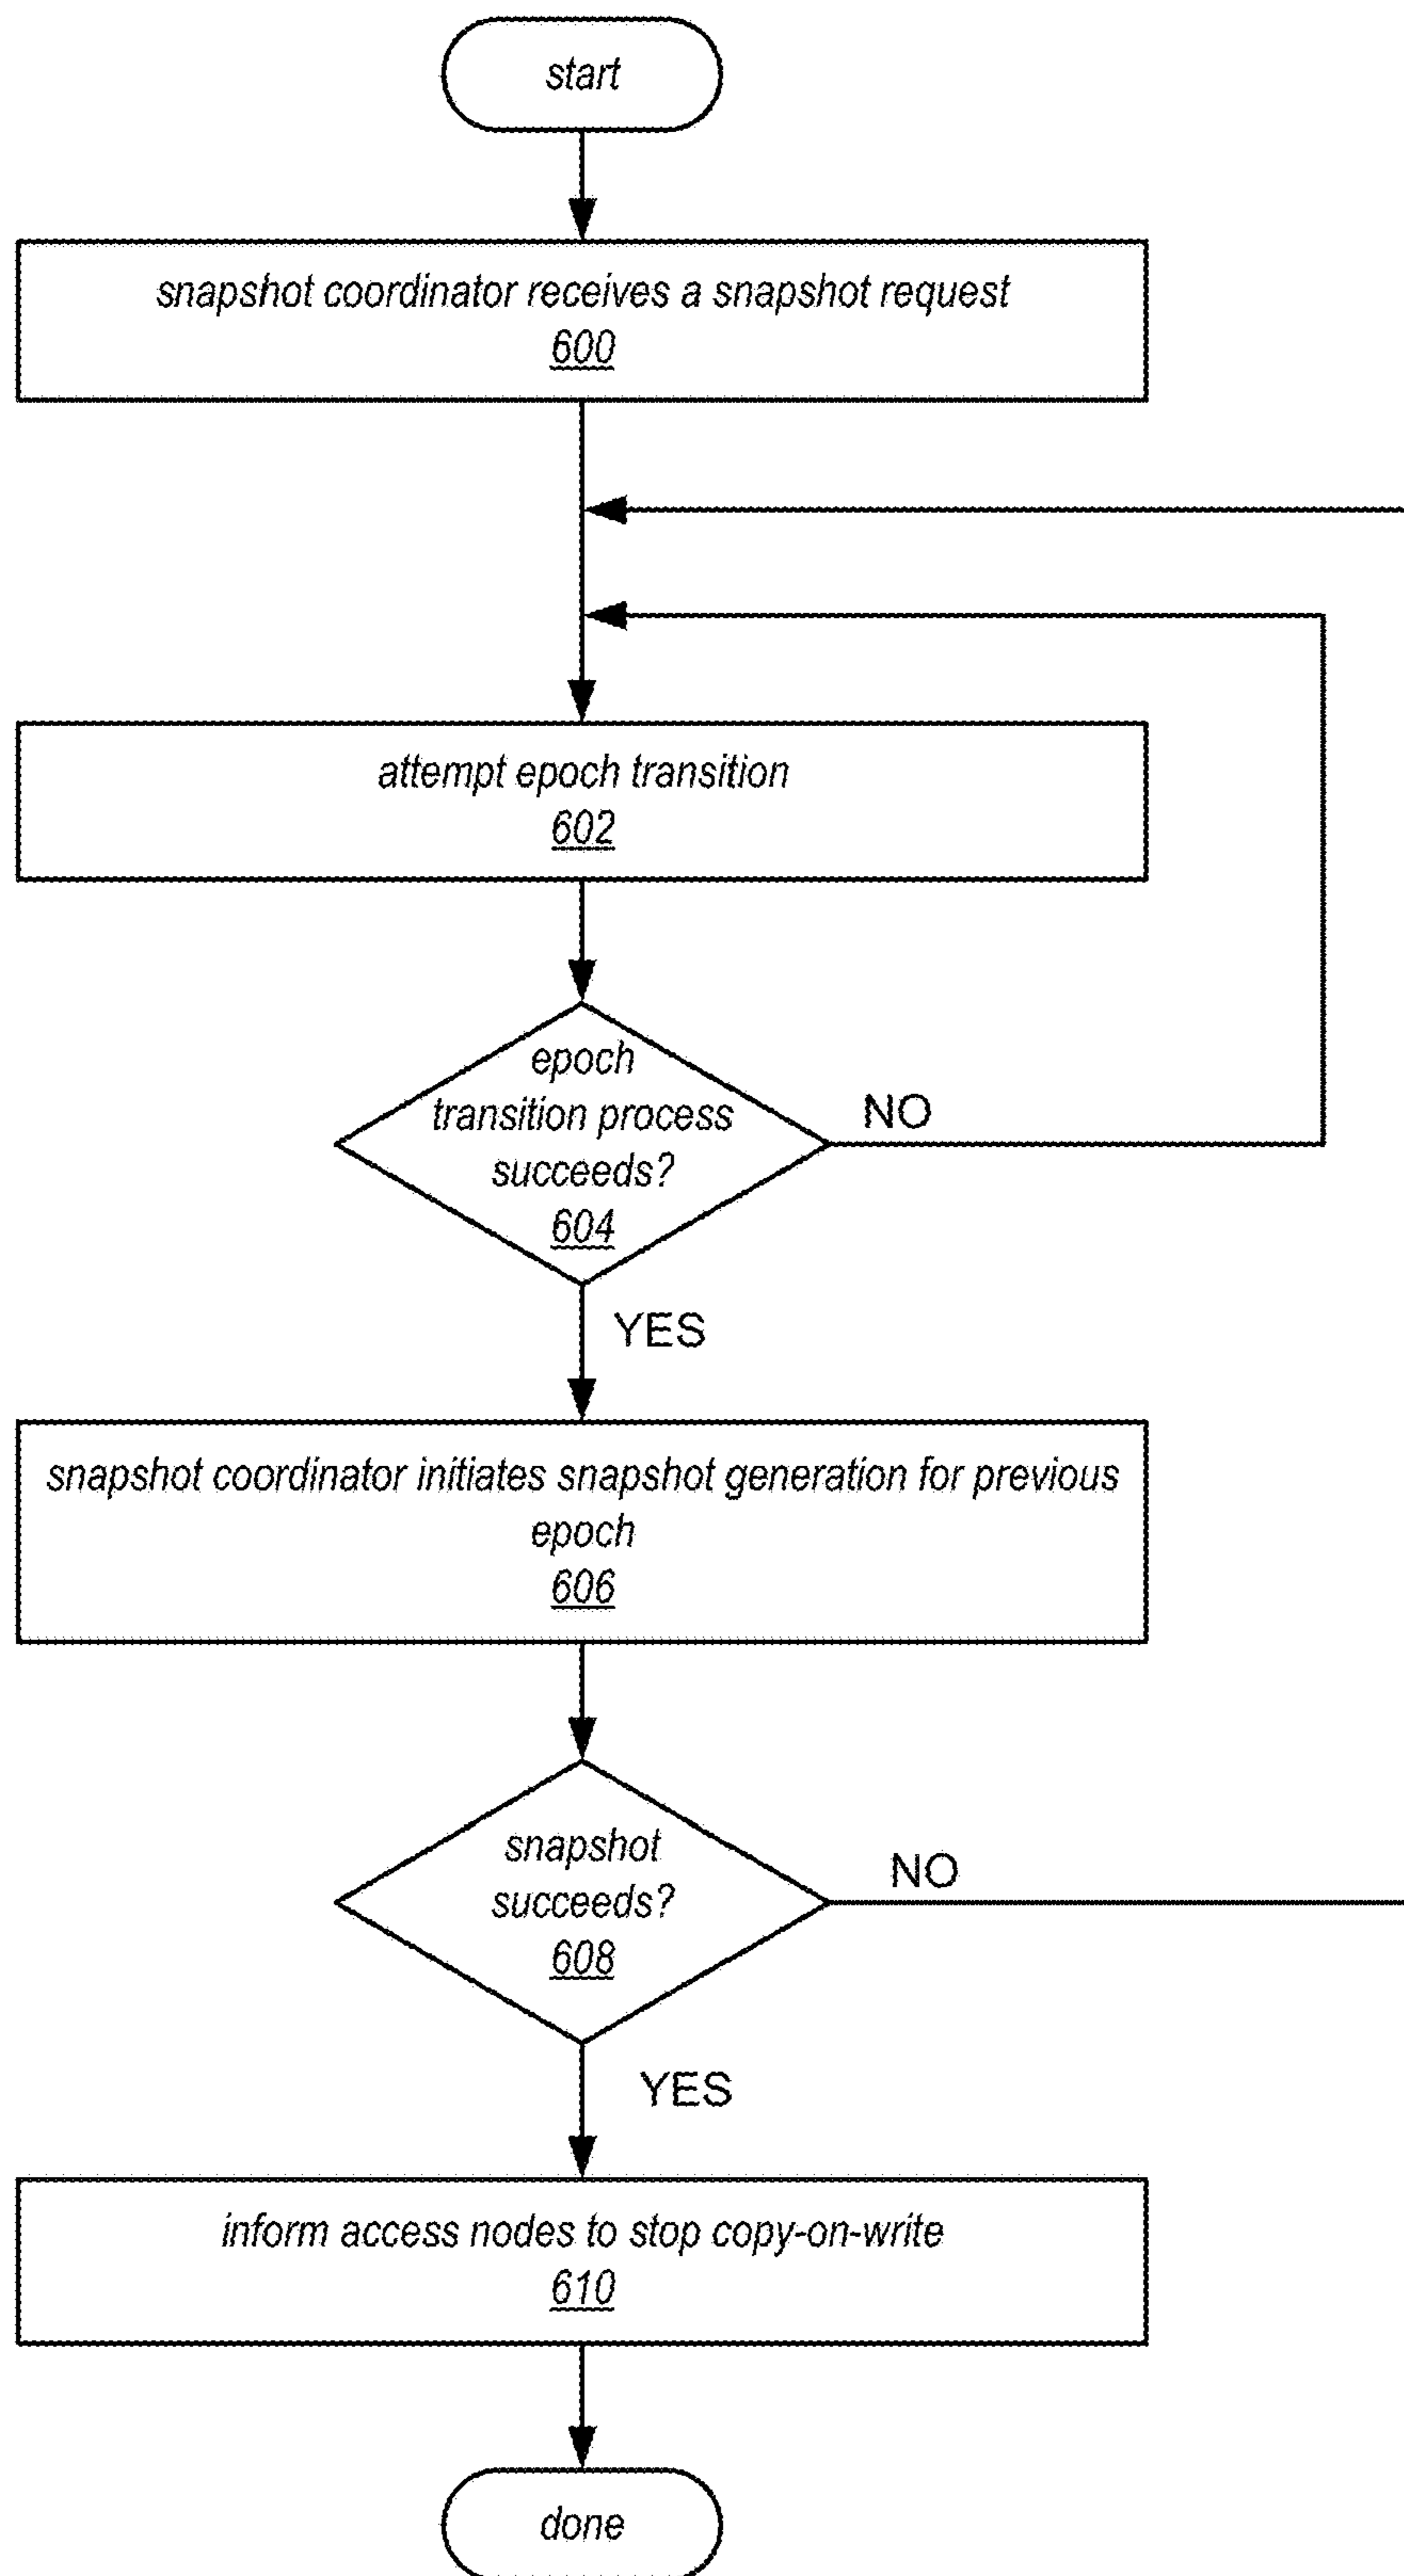 start
snapshot coordinator receives a snapshot request
600
attempt epoch transition
602
epoch
transition process
succeeds?
604
NO
YES
snapshot coordinator initiates snapshot generation for previous
epoch
606
snapshot
succeeds?
608
NO
YES
inform access nodes to stop copy-on-write
610
done